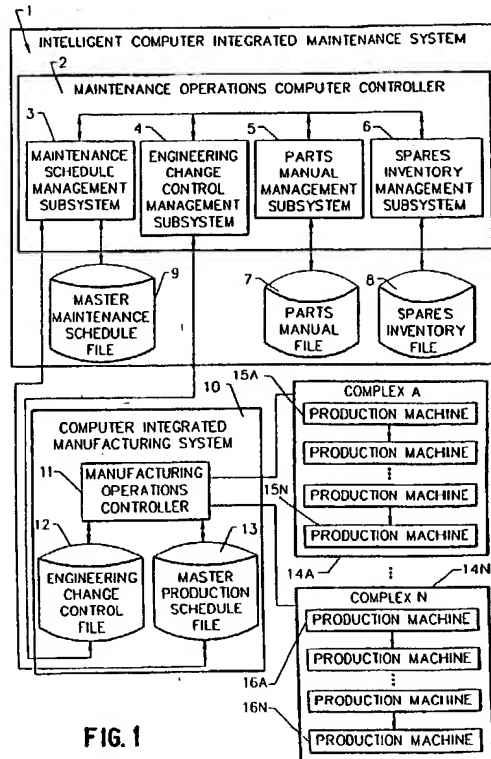 1
INTELLIGENT COMPUTER INTEGRATED MAINTENANCE SYSTEM
2
MAINTENANCE OPERATIONS COMPUTER CONTROLLER
3
4
5
6
MAINTENANCE
SCHEDULE
MANAGEMENT
SUBSYSTEM
ENGINEERING
CHANGE
CONTROL
MANAGEMENT
SUBSYSTEM
PARTS
MANUAL
MANAGEMENT
SUBSYSTEM
SPARES
INVENTORY
MANAGEMENT
SUBSYSTEM
9
7
8
MASTER
MAINTENANCE
SCHEDULE
FILE
PARTS
MANUAL
FILE
SPARES
INVENTORY
FILE
10
COMPUTER INTEGRATED
MANUFACTURING SYSTEM
11
MANUFACTURING
OPERATIONS
CONTROLLER
12
13
ENGINEERING
CHANGE
CONTROL
FILE
MASTER
PRODUCTION
SCHEDULE
FILE
15A
COMPLEX A
PRODUCTION MACHINE
PRODUCTION MACHINE
15N
PRODUCTION MACHINE
PRODUCTION MACHINE
14A
14N
COMPLEX N
PRODUCTION MACHINE
16A
PRODUCTION MACHINE
PRODUCTION MACHINE
16N
PRODUCTION MACHINE
FIG. 1